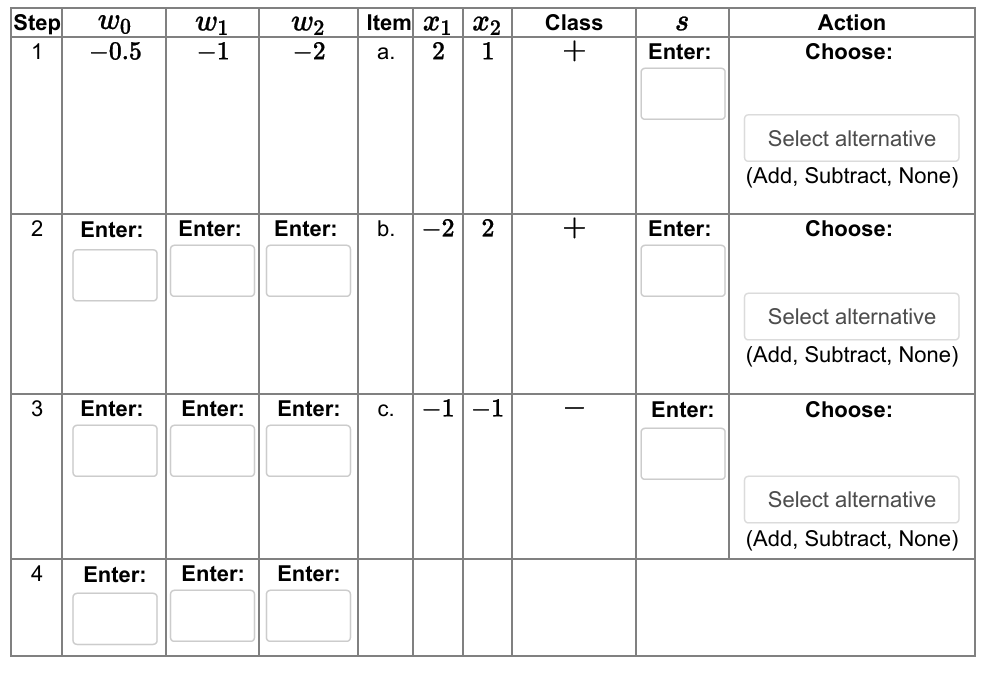 Step w₀ w₁ w₂ Item x₁ x₂ Class s Action
1 −0.5 −1 −2 a. 2 1 + Enter: Choose:
Select alternative
(Add, Subtract, None)
2 Enter: Enter: Enter: b. −2 2 + Enter: Choose:
Select alternative
(Add, Subtract, None)
3 Enter: Enter: Enter: c. −1 −1 − Enter: Choose:
Select alternative
(Add, Subtract, None)
4 Enter: Enter: Enter: